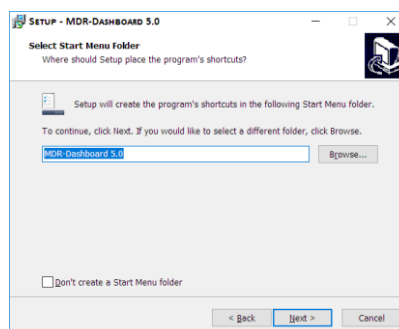 SETUP - MDR-DASHBOARD 5.0
Select Start Menu Folder
Where should Setup place the program's shortcuts?
Setup will create the program's shortcuts in the following Start Menu folder.
To continue, click Next. If you would like to select a different folder, click Browse.
MDR-Dashboard 5.0
Browse...
Don't create a Start Menu folder
< Back
Next >
Cancel